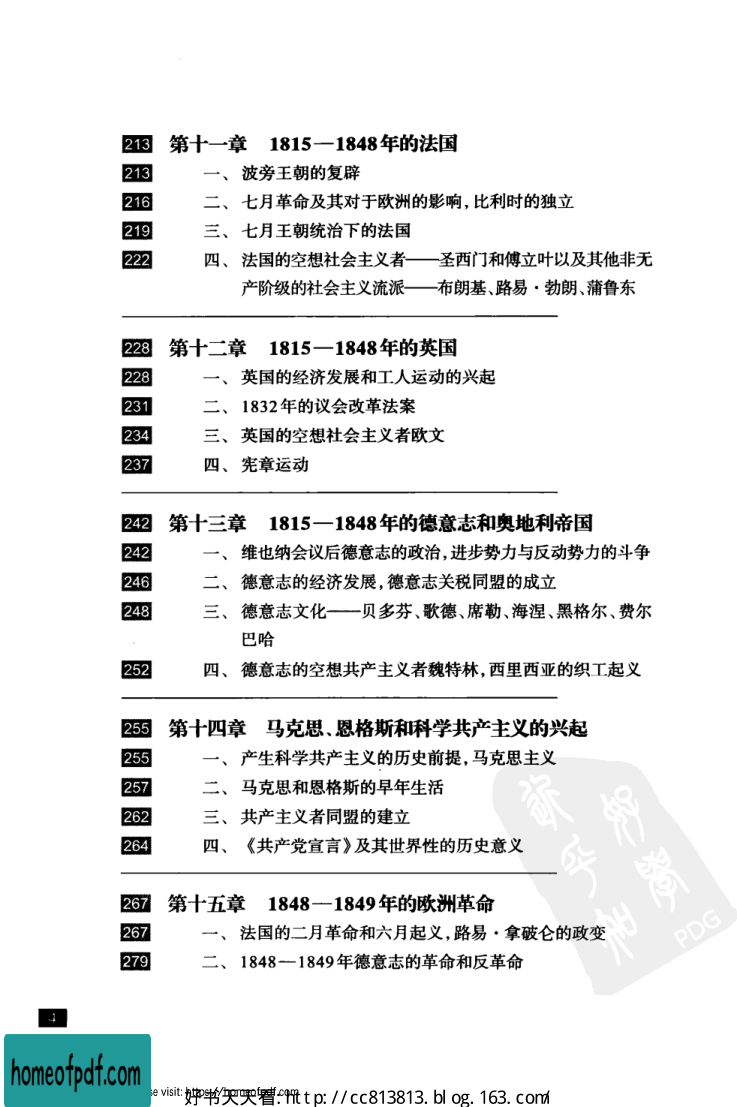 213 第十一章 1815—1848年的法国
213 一、波旁王朝的复辟
216 二、七月革命及其对于欧洲的影响，比利时的独立
219 三、七月王朝统治下的法国
222 四、法国的空想社会主义者——圣西门和傅立叶以及其他非无
产阶级的社会主义流派——布朗基、路易·勃朗、蒲鲁东
228 第十二章 1815—1848年的英国
228 一、英国的经济发展和工人运动的兴起
231 二、1832年的议会改革法案
234 三、英国的空想社会主义者欧文
237 四、宪章运动
242 第十三章 1815—1848年的德意志和奥地利帝国
242 一、维也纳会议后德意志的政治，进步势力与反动势力的斗争
246 二、德意志的经济发展，德意志关税同盟的成立
248 三、德意志文化——贝多芬、歌德、席勒、海涅、黑格尔、费尔
巴哈
252 四、德意志的空想共产主义者魏特林，西里西亚的织工起义
255 第十四章 马克思、恩格斯和科学共产主义的兴起
255 一、产生科学共产主义的历史前提，马克思主义
257 二、马克思和恩格斯的早年生活
262 三、共产主义者同盟的建立
264 四、《共产党宣言》及其世界性的历史意义
267 第十五章 1848—1849年的欧洲革命
267 一、法国的二月革命和六月起义，路易·拿破仑的政变
279 二、1848—1849年德意志的革命和反革命
PDG
4
homeofpdf.com
se visit: https://homeofpdf.com
好书天天看:http://cc813813.blog.163.com/